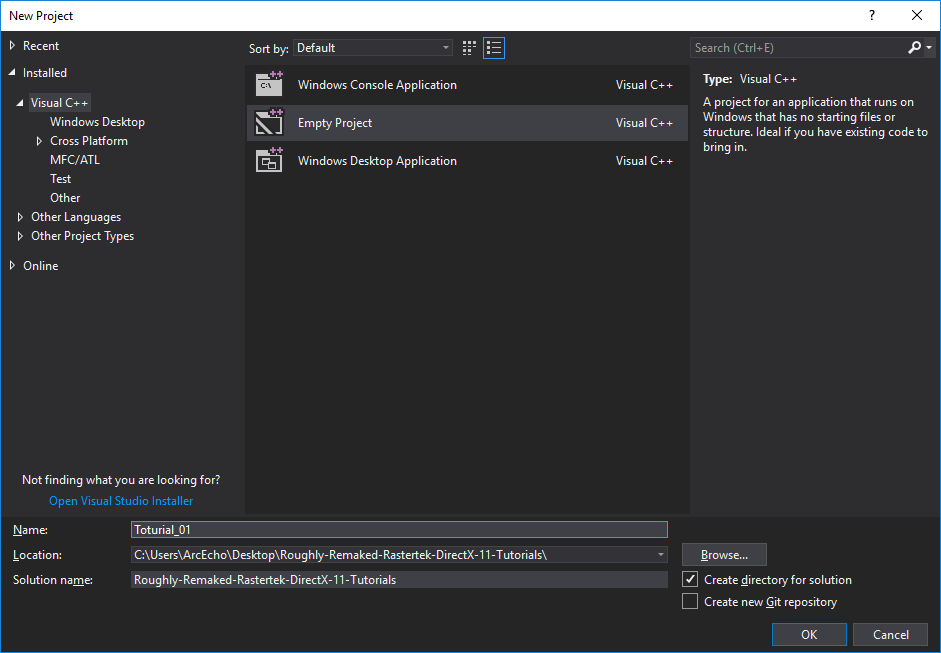 New Project
?
Recent
Installed
Visual C++
Windows Desktop
Cross Platform
MFC/ATL
Test
Other
Other Languages
Other Project Types
Online
Not finding what you are looking for?
Open Visual Studio Installer
Sort by: Default
C:\
Windows Console Application Visual C++
Empty Project Visual C++
Windows Desktop Application Visual C++
Search (Ctrl+E)
Type: Visual C++
A project for an application that runs on
Windows that has no starting files or
structure. Ideal if you have existing code to
bring in.
Name: Toturial_01
Location: C:\Users\ArcEcho\Desktop\Roughly-Remaked-Rastertek-DirectX-11-Tutorials\
Browse...
Solution name: Roughly-Remaked-Rastertek-DirectX-11-Tutorials
Create directory for solution
Create new Git repository
OK Cancel